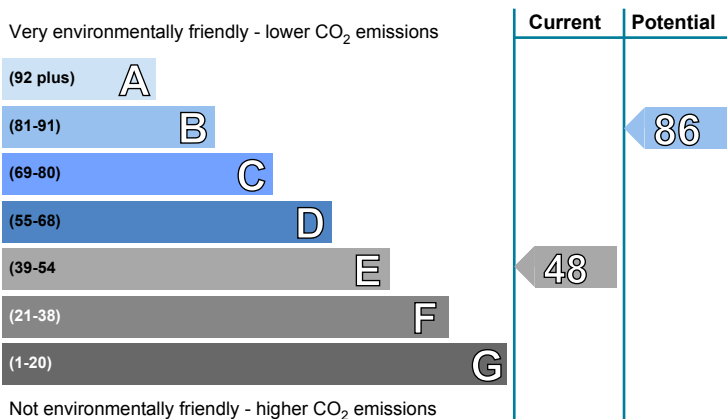 Very environmentally friendly - lower CO2 emissions
Current
Potential
(92 plus) A
(81-91) B
86
(69-80) C
(55-68) D
(39-54 E
48
(21-38) F
(1-20) G
Not environmentally friendly - higher CO2 emissions